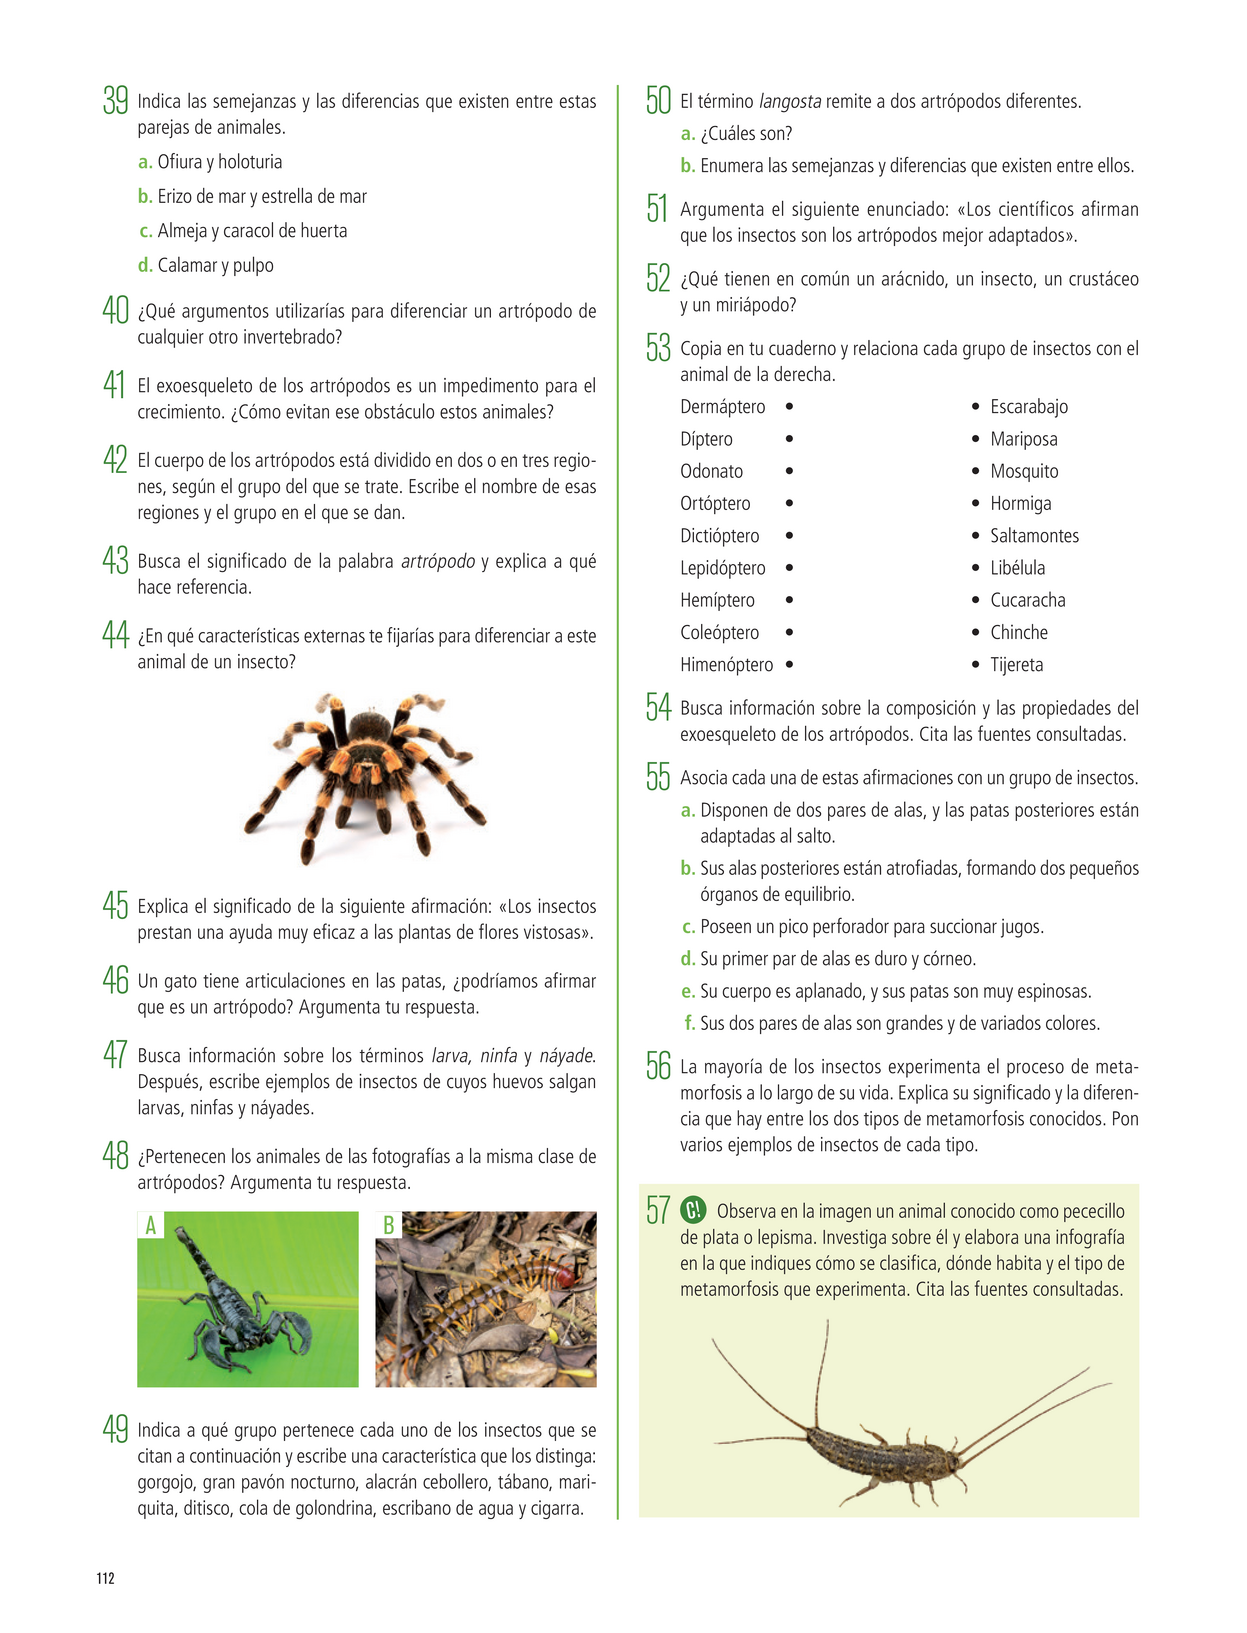 39 Indica las semejanzas y las diferencias que existen entre estas
parejas de animales.
a. Ofiura y holoturia
b. Erizo de mar y estrella de mar
c. Almeja y caracol de huerta
d. Calamar y pulpo
40 ¿Qué argumentos utilizarías para diferenciar un artrópodo de
cualquier otro invertebrado?
41 El exoesqueleto de los artrópodos es un impedimento para el
crecimiento. ¿Cómo evitan ese obstáculo estos animales?
42 El cuerpo de los artrópodos está dividido en dos o en tres regio-
nes, según el grupo del que se trate. Escribe el nombre de esas
regiones y el grupo en el que se dan.
43 Busca el significado de la palabra artrópodo y explica a qué
hace referencia.
44 ¿En qué características externas te fijarías para diferenciar a este
animal de un insecto?
45 Explica el significado de la siguiente afirmación: «Los insectos
prestan una ayuda muy eficaz a las plantas de flores vistosas».
46 Un gato tiene articulaciones en las patas, ¿podríamos afirmar
que es un artrópodo? Argumenta tu respuesta.
47 Busca información sobre los términos larva, ninfa y náyade.
Después, escribe ejemplos de insectos de cuyos huevos salgan
larvas, ninfas y náyades.
48 ¿Pertenecen los animales de las fotografías a la misma clase de
artrópodos? Argumenta tu respuesta.
A
B
49 Indica a qué grupo pertenece cada uno de los insectos que se
citan a continuación y escribe una característica que los distinga:
gorgojo, gran pavón nocturno, alacrán cebollero, tábano, mari-
quita, ditisco, cola de golondrina, escribano de agua y cigarra.
50 El término langosta remite a dos artrópodos diferentes.
a. ¿Cuáles son?
b. Enumera las semejanzas y diferencias que existen entre ellos.
51 Argumenta el siguiente enunciado: «Los científicos afirman
que los insectos son los artrópodos mejor adaptados».
52 ¿Qué tienen en común un arácnido, un insecto, un crustáceo
y un miriápodo?
53 Copia en tu cuaderno y relaciona cada grupo de insectos con el
animal de la derecha.
Dermáptero • • Escarabajo
Díptero • • Mariposa
Odonato • • Mosquito
Ortóptero • • Hormiga
Dictióptero • • Saltamontes
Lepidóptero • • Libélula
Hemíptero • • Cucaracha
Coleóptero • • Chinche
Himenóptero • • Tijereta
54 Busca información sobre la composición y las propiedades del
exoesqueleto de los artrópodos. Cita las fuentes consultadas.
55 Asocia cada una de estas afirmaciones con un grupo de insectos.
a. Disponen de dos pares de alas, y las patas posteriores están
adaptadas al salto.
b. Sus alas posteriores están atrofiadas, formando dos pequeños
órganos de equilibrio.
c. Poseen un pico perforador para succionar jugos.
d. Su primer par de alas es duro y córneo.
e. Su cuerpo es aplanado, y sus patas son muy espinosas.
f. Sus dos pares de alas son grandes y de variados colores.
56 La mayoría de los insectos experimenta el proceso de meta-
morfosis a lo largo de su vida. Explica su significado y la diferen-
cia que hay entre los dos tipos de metamorfosis conocidos. Pon
varios ejemplos de insectos de cada tipo.
57 C! Observa en la imagen un animal conocido como pececillo
de plata o lepisma. Investiga sobre él y elabora una infografía
en la que indiques cómo se clasifica, dónde habita y el tipo de
metamorfosis que experimenta. Cita las fuentes consultadas.
112